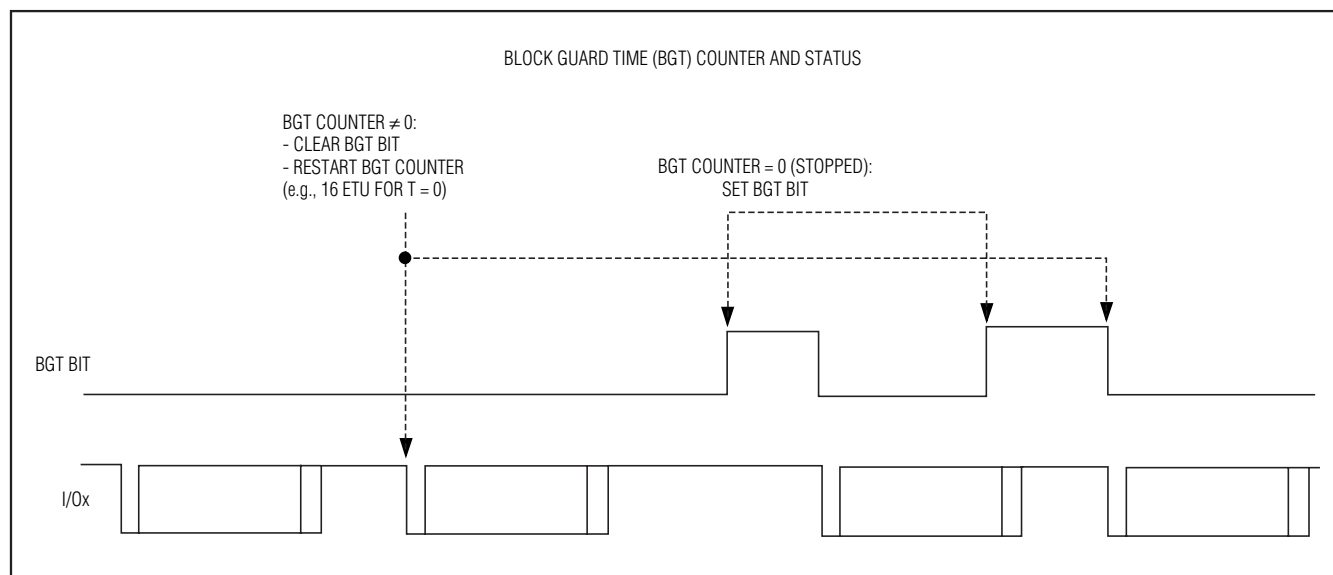 BLOCK GUARD TIME (BGT) COUNTER AND STATUS
BGT COUNTER ≠ 0:
- CLEAR BGT BIT
- RESTART BGT COUNTER
(e.g., 16 ETU FOR T = 0)
BGT COUNTER = 0 (STOPPED):
SET BGT BIT
BGT BIT
I/Ox